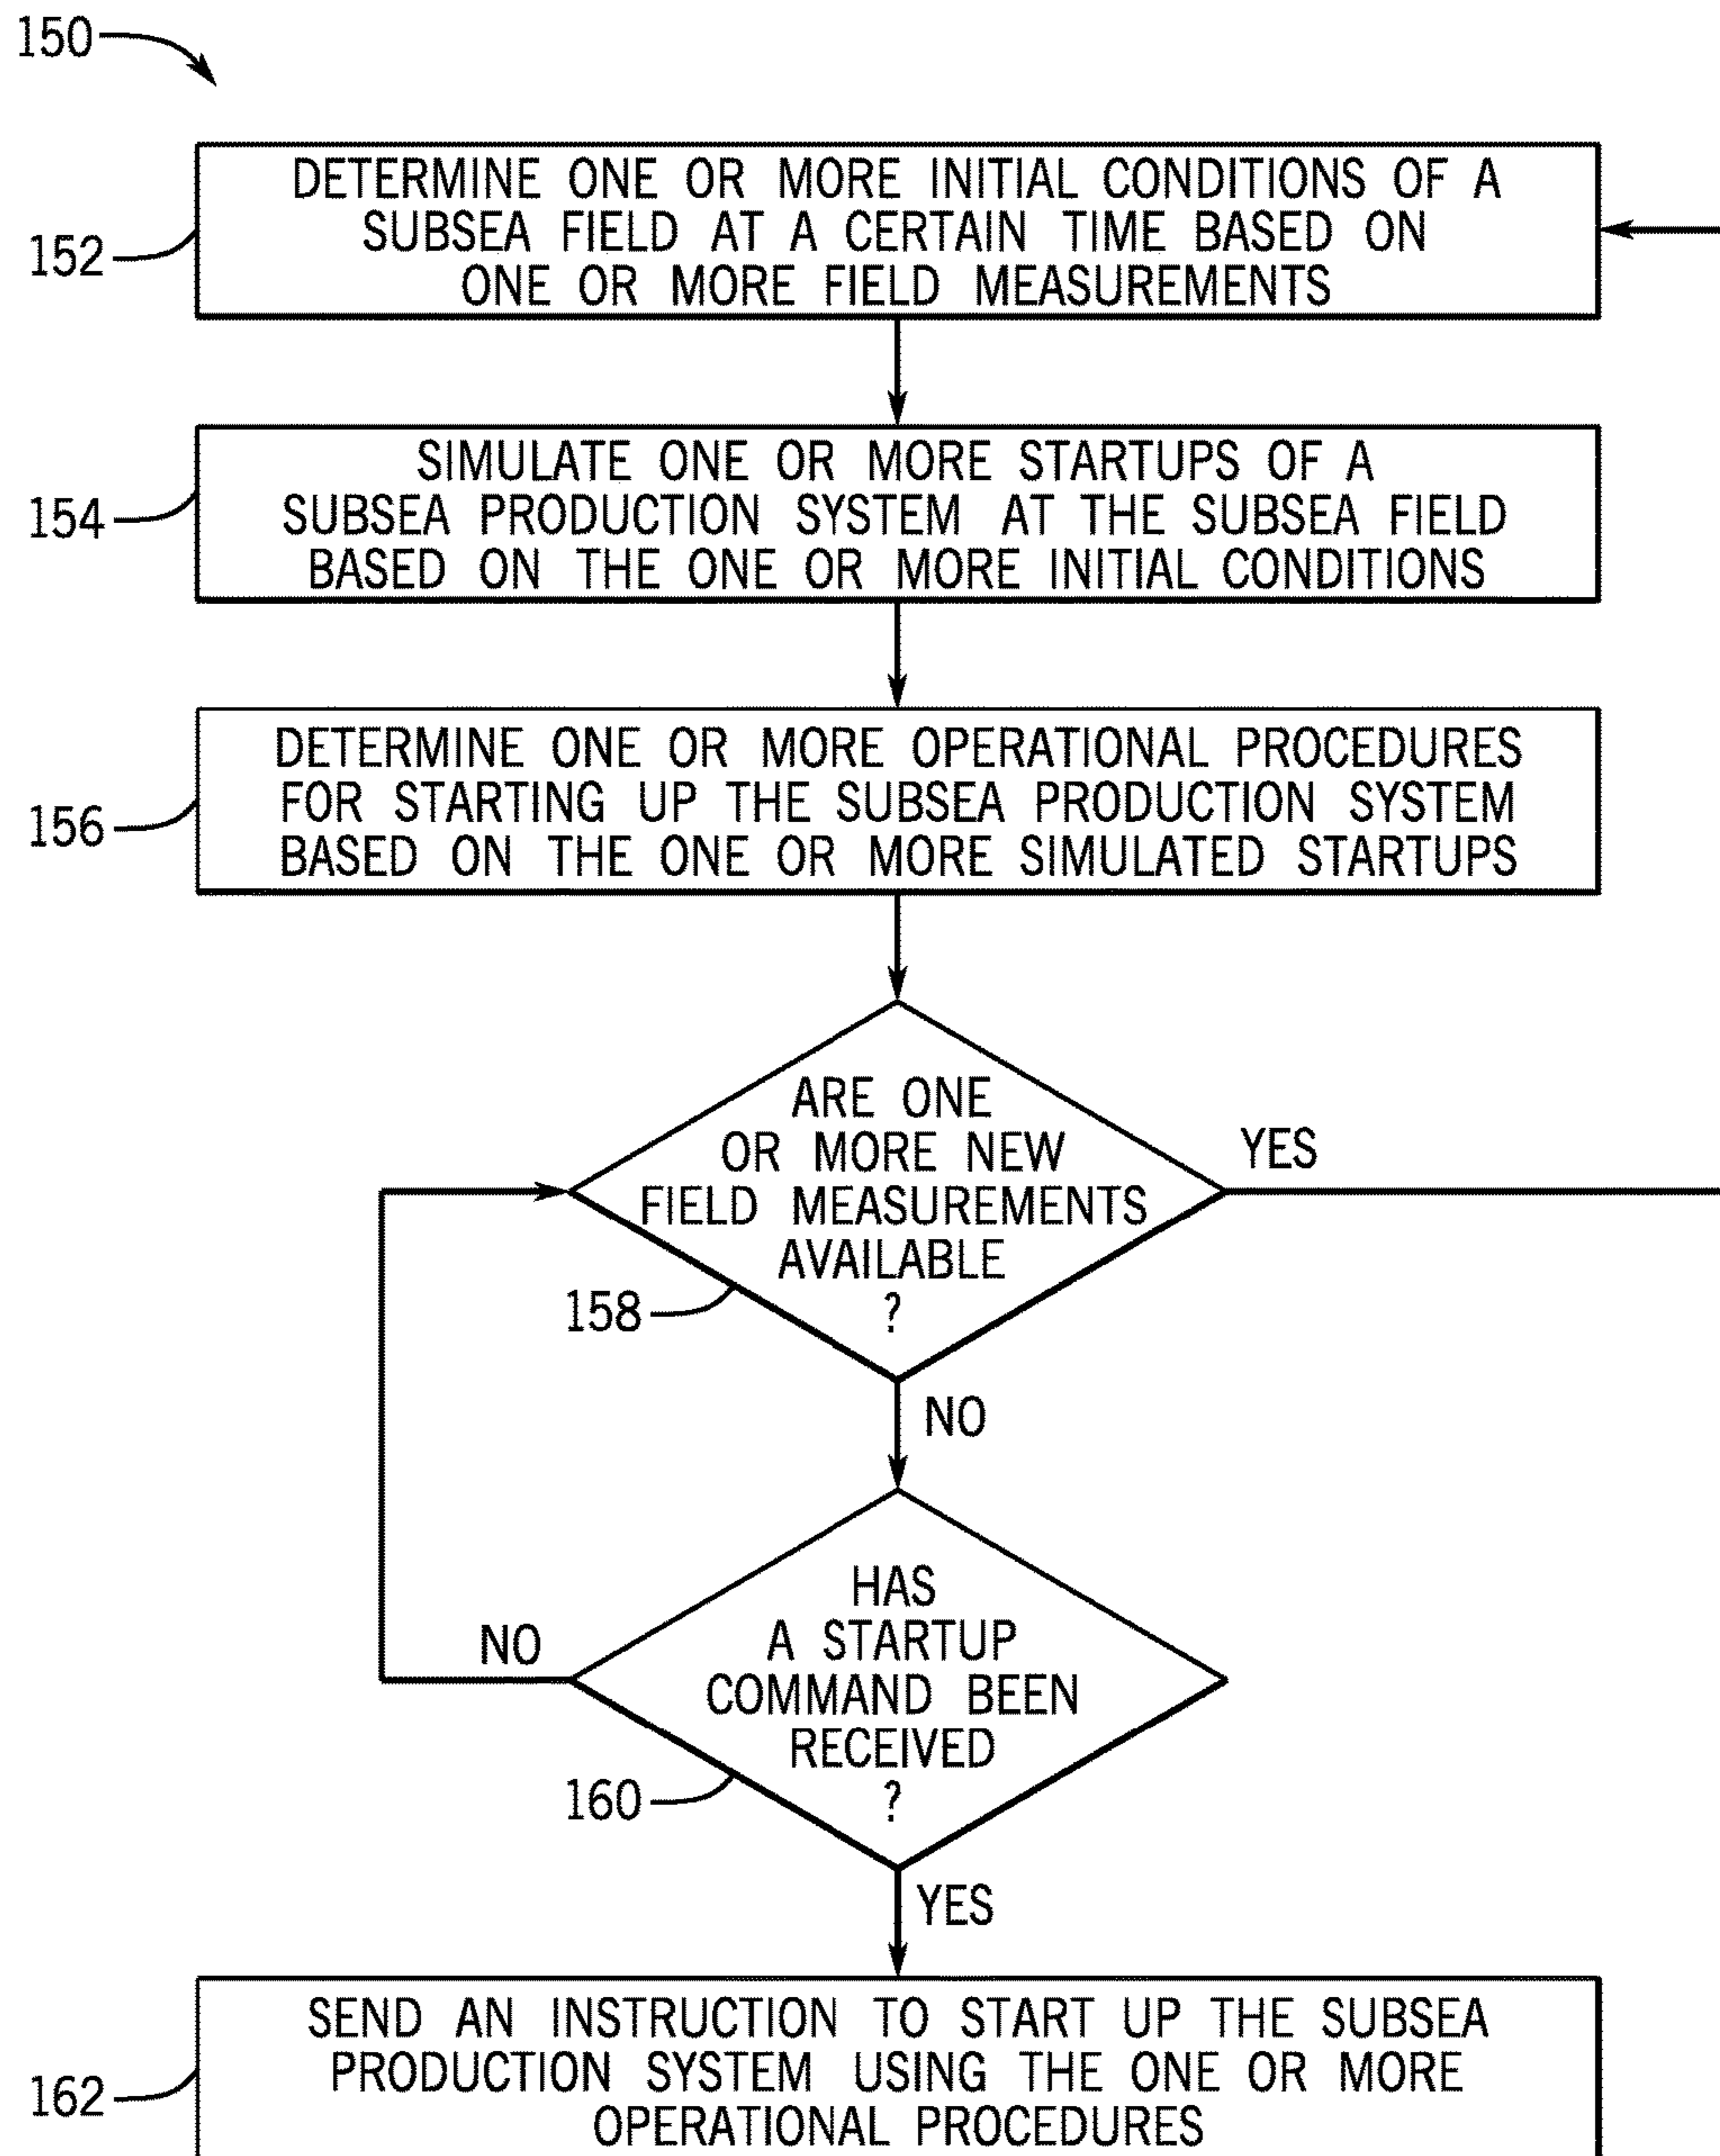 150
DETERMINE ONE OR MORE INITIAL CONDITIONS OF A
SUBSEA FIELD AT A CERTAIN TIME BASED ON
ONE OR MORE FIELD MEASUREMENTS
152
SIMULATE ONE OR MORE STARTUPS OF A
SUBSEA PRODUCTION SYSTEM AT THE SUBSEA FIELD
BASED ON THE ONE OR MORE INITIAL CONDITIONS
154
DETERMINE ONE OR MORE OPERATIONAL PROCEDURES
FOR STARTING UP THE SUBSEA PRODUCTION SYSTEM
BASED ON THE ONE OR MORE SIMULATED STARTUPS
156
ARE ONE
OR MORE NEW
FIELD MEASUREMENTS
AVAILABLE
?
YES
158
NO
HAS
A STARTUP
COMMAND BEEN
RECEIVED
?
NO
160
YES
SEND AN INSTRUCTION TO START UP THE SUBSEA
PRODUCTION SYSTEM USING THE ONE OR MORE
OPERATIONAL PROCEDURES
162